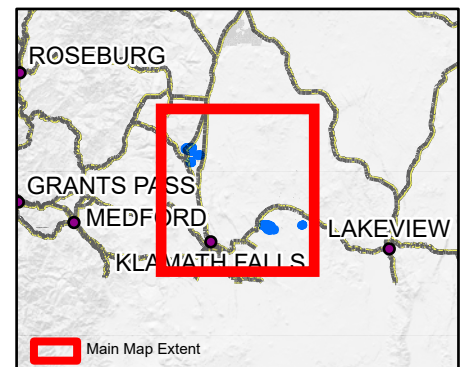 ROSEBURG
GRANTS PASS
MEDFORD
LAKEVIEW
KLAMATH FALLS
Main Map Extent